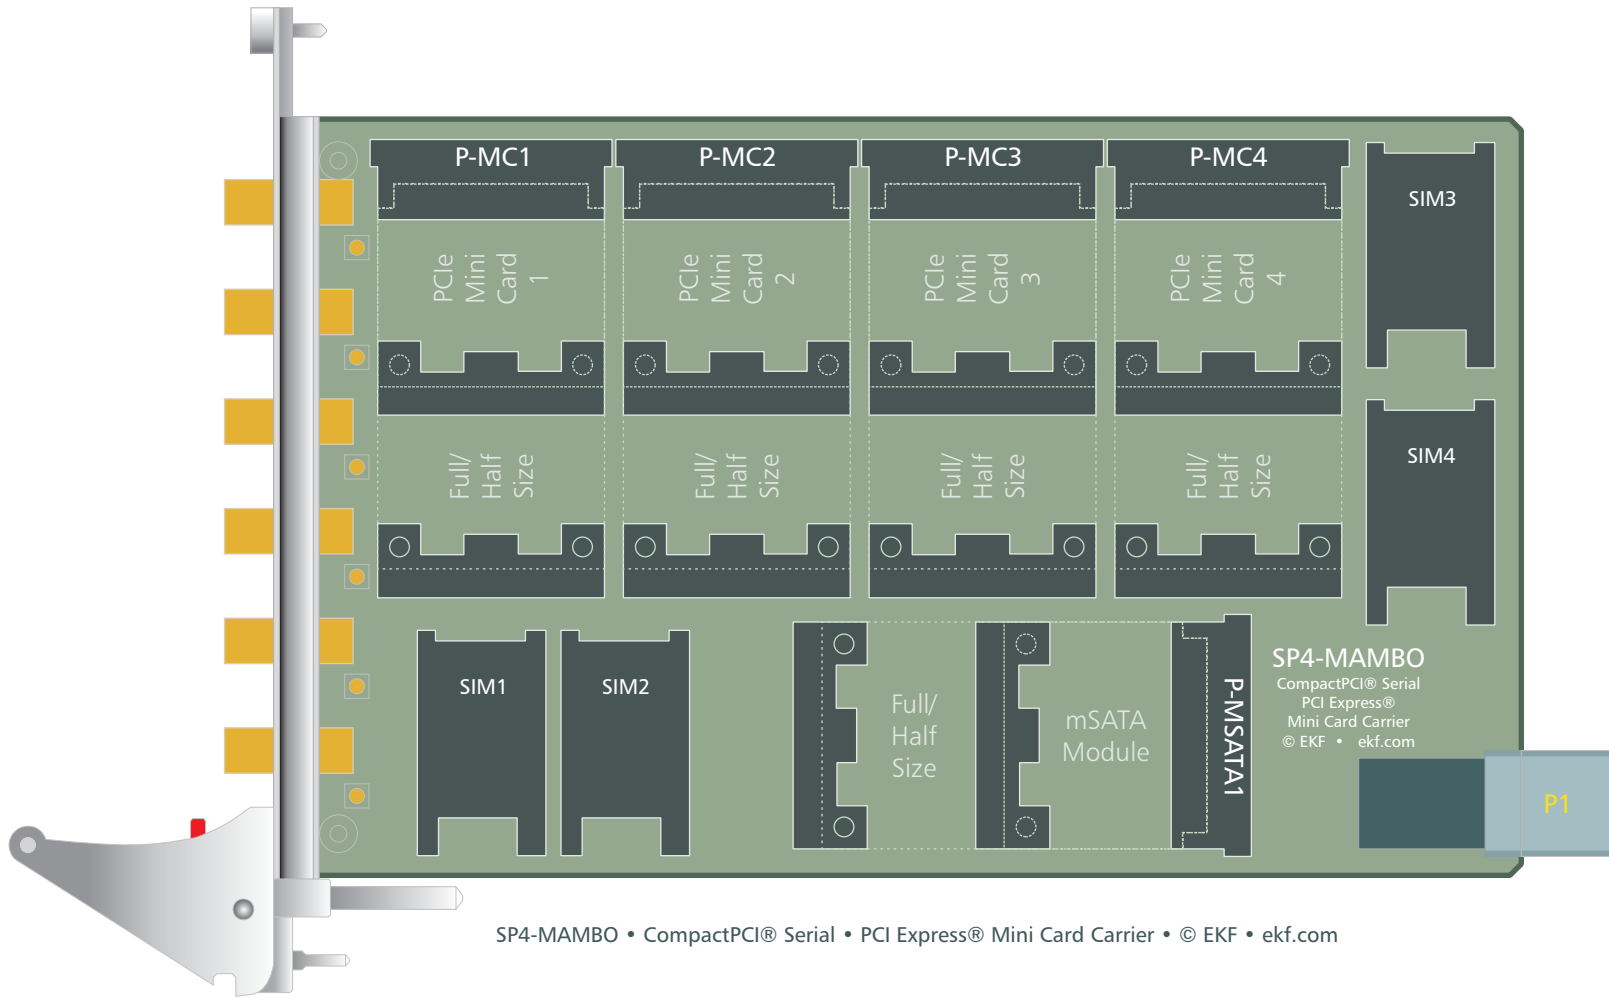 P-MC1
P-MC2
P-MC3
P-MC4
SIM3
PCIe
Mini
Card
1
PCIe
Mini
Card
2
PCIe
Mini
Card
3
PCIe
Mini
Card
4
SIM4
Full/
Half
Size
Full/
Half
Size
Full/
Half
Size
Full/
Half
Size
SIM1
SIM2
Full/
Half
Size
mSATA
Module
P-MSATA1
SP4-MAMBO
CompactPCI® Serial
PCI Express®
Mini Card Carrier
© EKF • ekf.com
P1
SP4-MAMBO • CompactPCI® Serial • PCI Express® Mini Card Carrier • © EKF • ekf.com